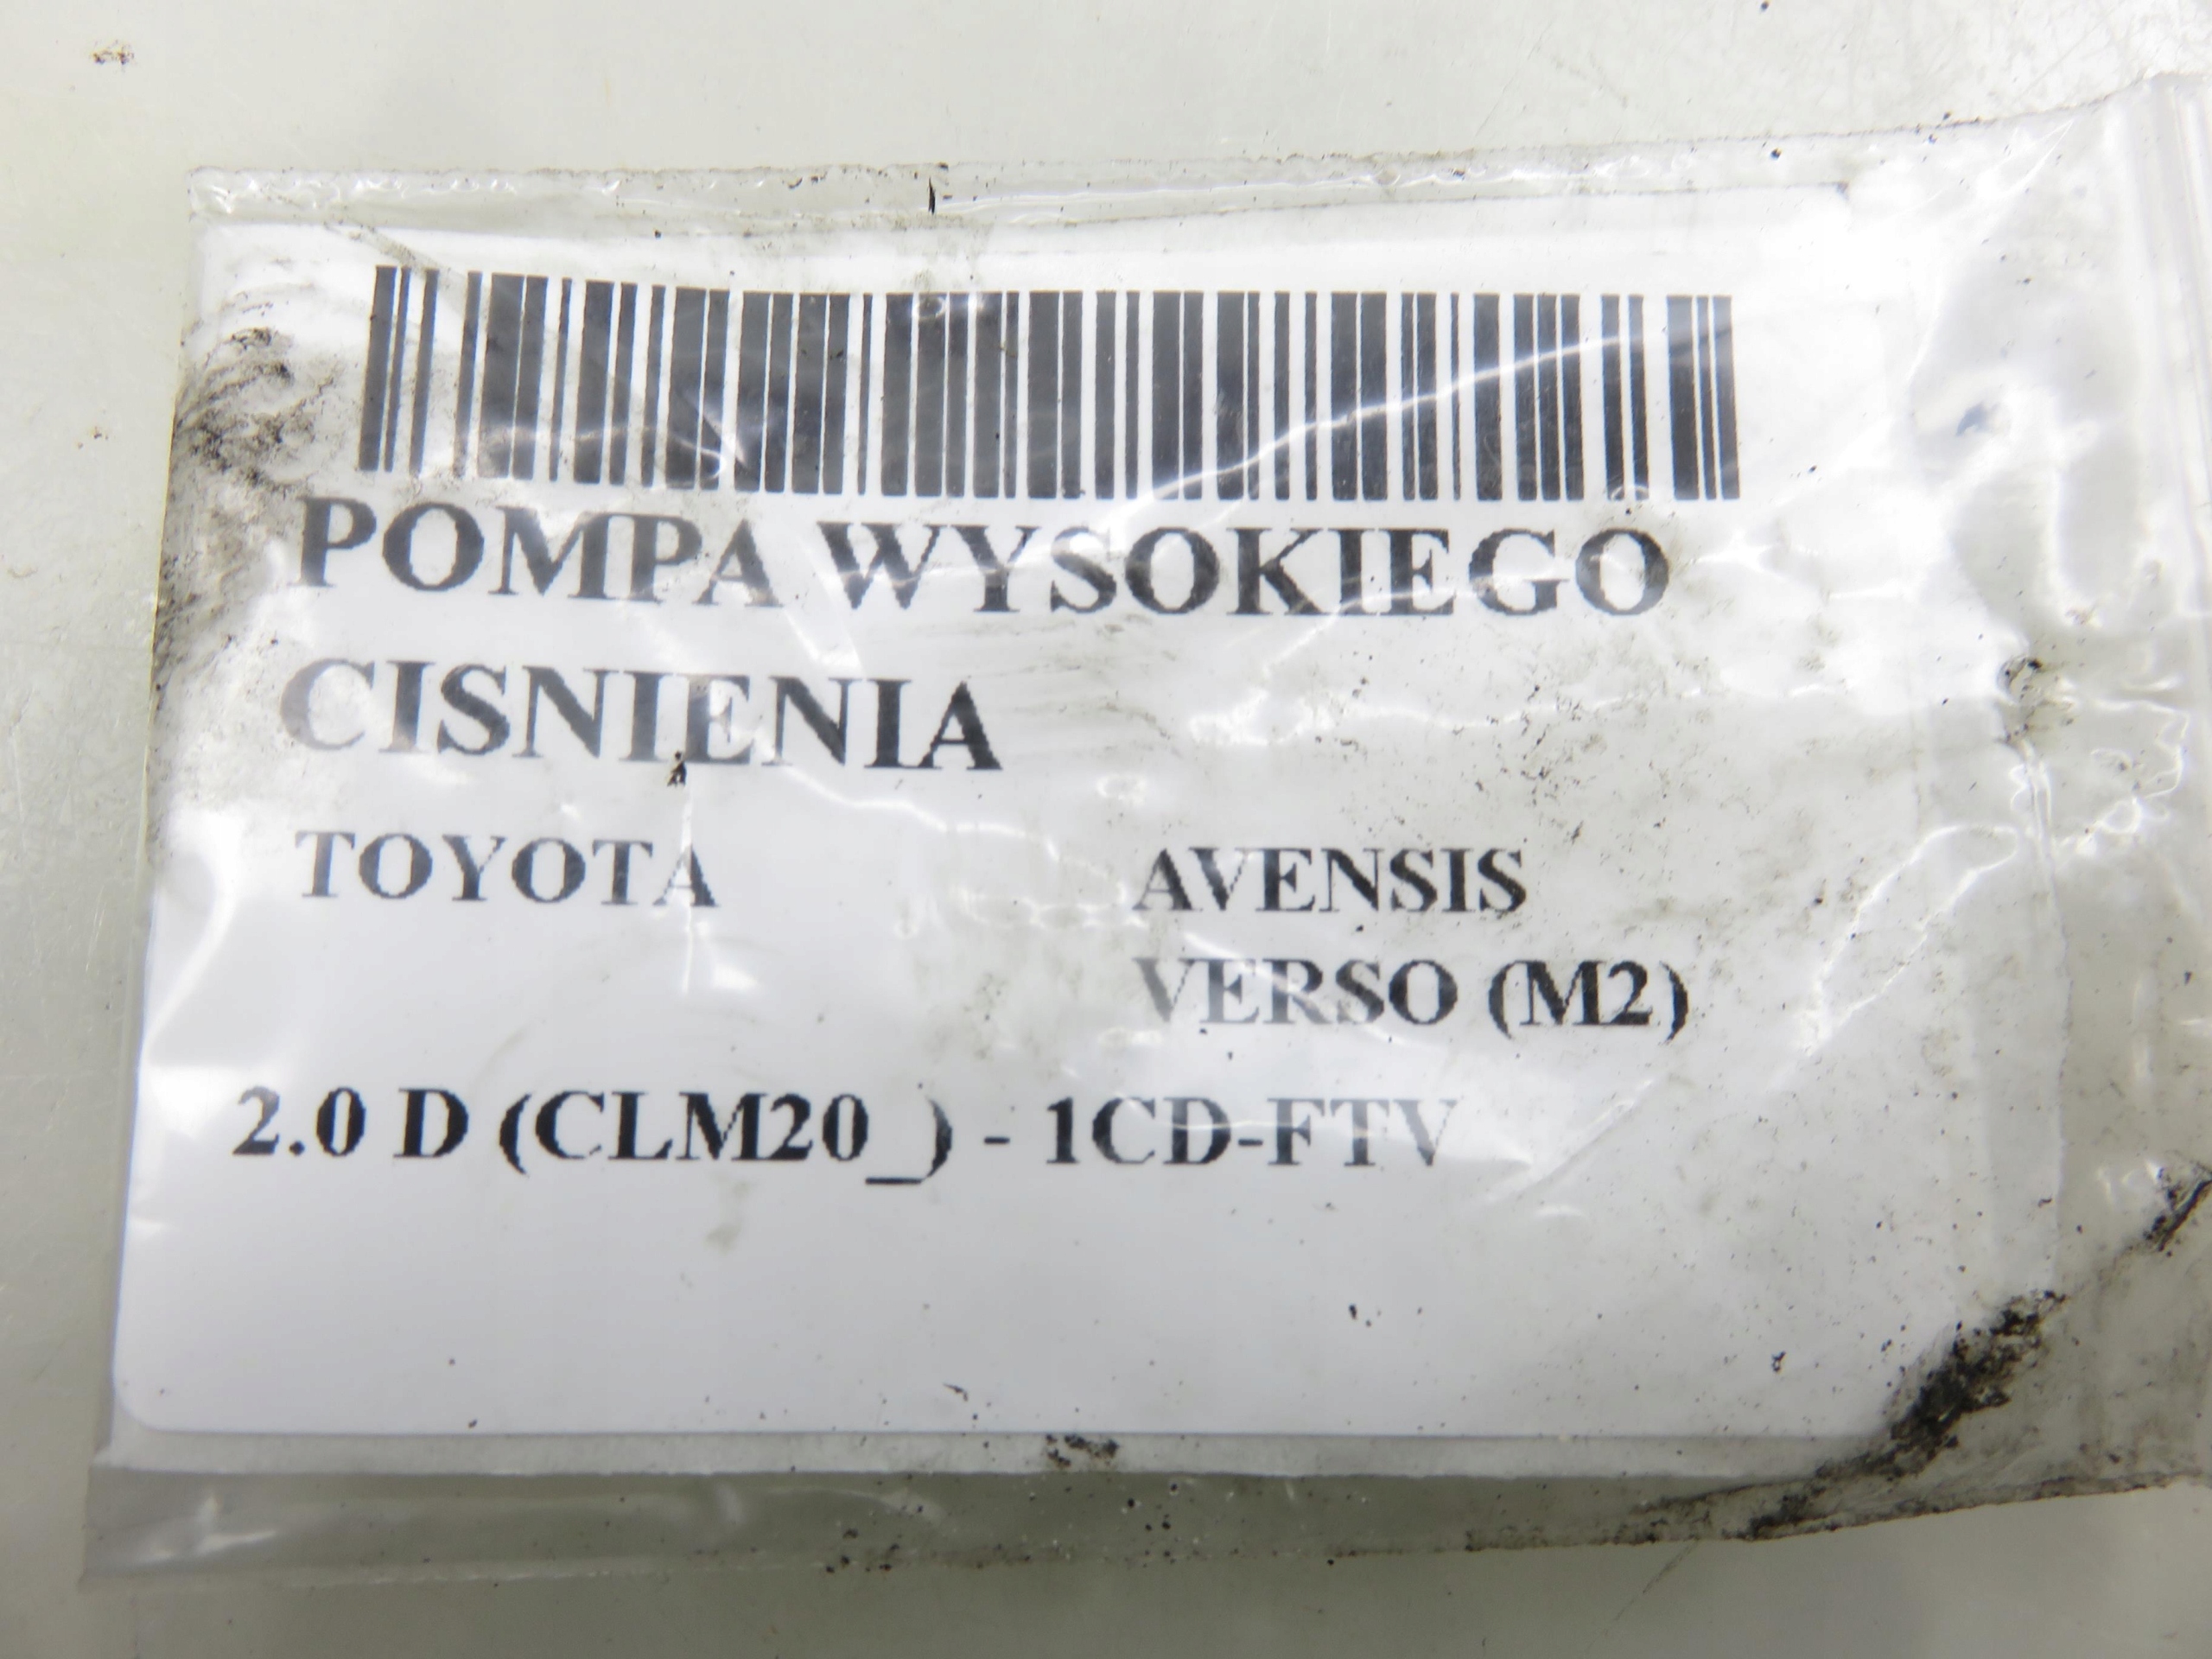 POMPA WYSOKIEGO
CISNIENIA
TOYOTA AVENSIS
VERSO (M2)
2.0 D (CLM20_) - 1CD-FTV